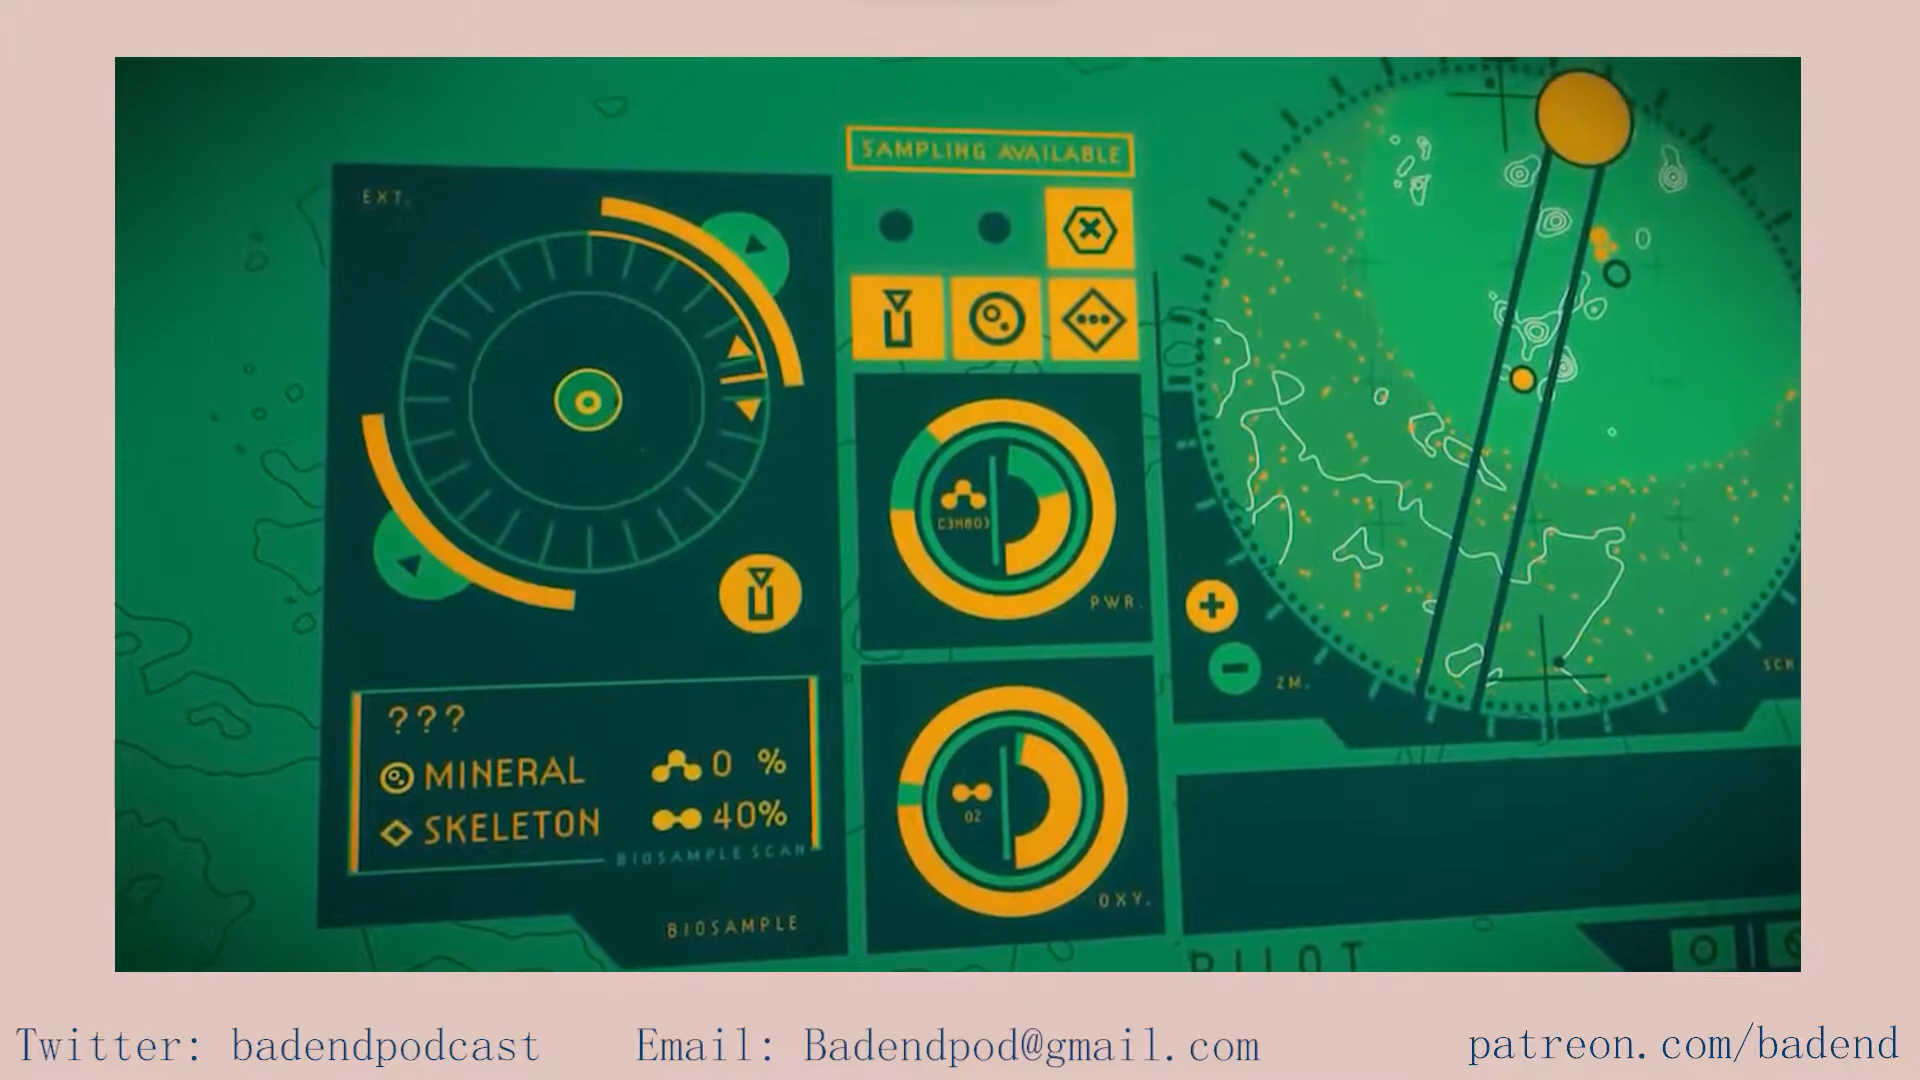 SAMPLING AVAILABLE
EXT.
C3H8O3
PWR.
ZM.
???
MINERAL 0 %
SKELETON 40%
BIOSAMPLE SCAN
BIOSAMPLE
O2
OXY.
PILOT
Twitter: badendpodcast
Email: Badendpod@gmail.com
patreon.com/badend